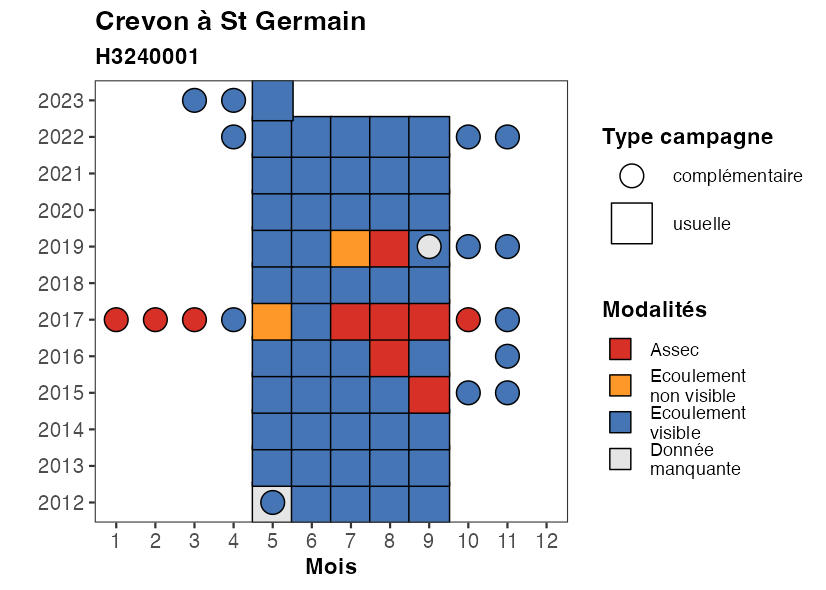 Crevon à St Germain
H3240001
2023
2022
2021
2020
2019
2018
2017
2016
2015
2014
2013
2012
1 2 3 4 5 6 7 8 9 10 11 12
Mois
Type campagne
complémentaire
usuelle
Modalités
Assec
Ecoulement
non visible
Ecoulement
visible
Donnée
manquante